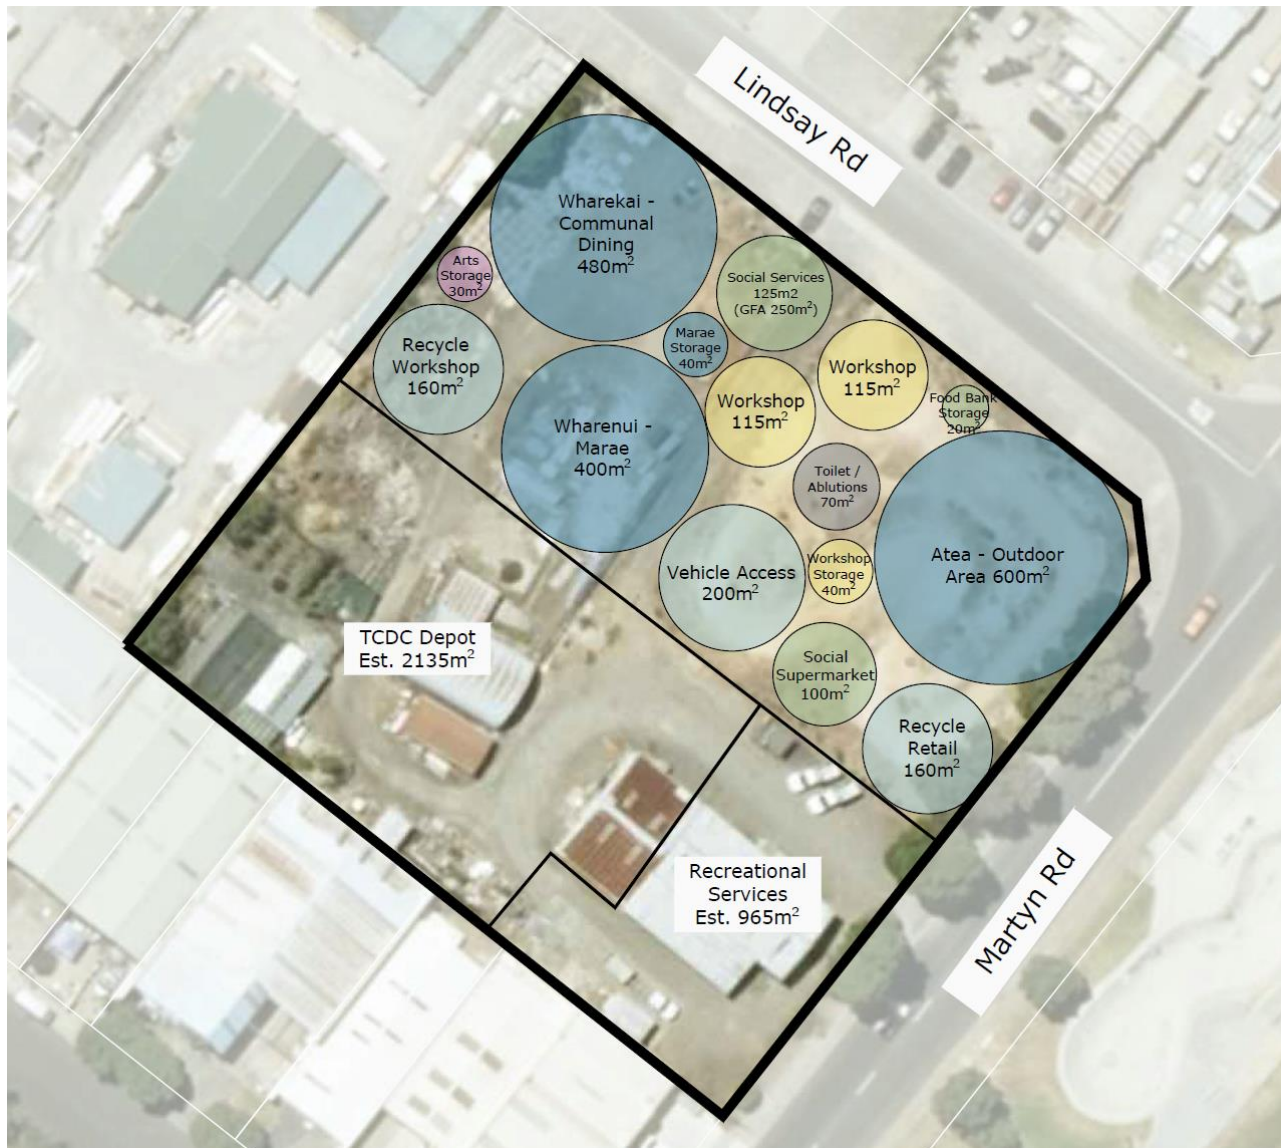 Lindsay Rd
Wharekai -
Communal
Dining
480m²
Arts
Storage
30m²
Social Services
125m2
(GFA 250m²)
Marae
Storage
40m²
Recycle
Workshop
160m²
Workshop
115m²
Workshop
115m²
Food Bank
Storage
20m²
Wharenui -
Marae
400m²
Toilet /
Ablutions
70m²
Atea - Outdoor
Area 600m²
Vehicle Access
200m²
Workshop
Storage
40m²
TCDC Depot
Est. 2135m²
Social
Supermarket
100m²
Recycle
Retail
160m²
Recreational
Services
Est. 965m²
Martyn Rd